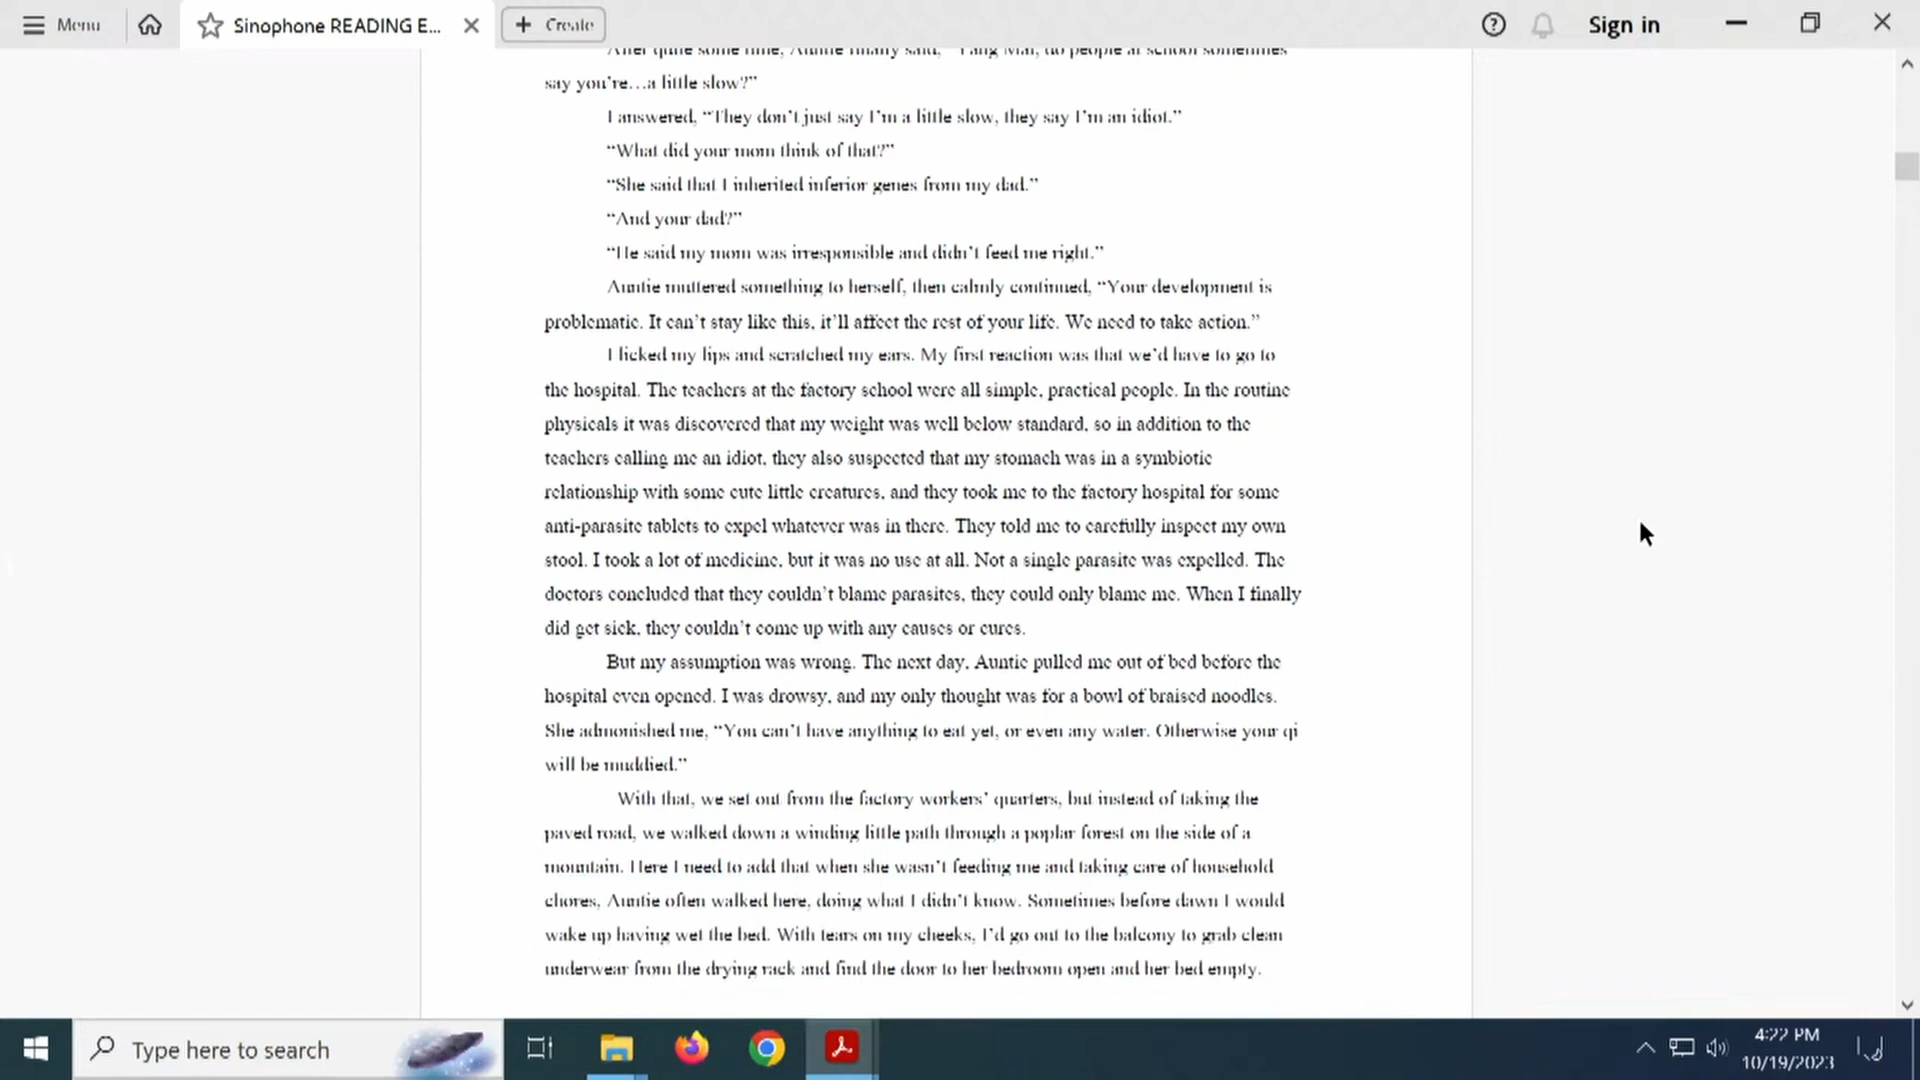 Menu
Sinophone READING E...
Create
Sign in
After quite some time, Auntie finally said, “Yang Mai, do people at school sometimes
say you’re…a little slow?”
I answered, “They don’t just say I’m a little slow, they say I’m an idiot.”
“What did your mom think of that?”
“She said that I inherited inferior genes from my dad.”
“And your dad?”
“He said my mom was irresponsible and didn’t feed me right.”
Auntie muttered something to herself, then calmly continued, “Your development is
problematic. It can’t stay like this, it’ll affect the rest of your life. We need to take action.”
I licked my lips and scratched my ears. My first reaction was that we’d have to go to
the hospital. The teachers at the factory school were all simple, practical people. In the routine
physicals it was discovered that my weight was well below standard, so in addition to the
teachers calling me an idiot, they also suspected that my stomach was in a symbiotic
relationship with some cute little creatures, and they took me to the factory hospital for some
anti-parasite tablets to expel whatever was in there. They told me to carefully inspect my own
stool. I took a lot of medicine, but it was no use at all. Not a single parasite was expelled. The
doctors concluded that they couldn’t blame parasites, they could only blame me. When I finally
did get sick, they couldn’t come up with any causes or cures.
But my assumption was wrong. The next day, Auntie pulled me out of bed before the
hospital even opened. I was drowsy, and my only thought was for a bowl of braised noodles.
She admonished me, “You can’t have anything to eat yet, or even any water. Otherwise your qi
will be muddied.”
With that, we set out from the factory workers’ quarters, but instead of taking the
paved road, we walked down a winding little path through a poplar forest on the side of a
mountain. Here I need to add that when she wasn’t feeding me and taking care of household
chores, Auntie often walked here, doing what I didn’t know. Sometimes before dawn I would
wake up having wet the bed. With tears on my cheeks, I’d go out to the balcony to grab clean
underwear from the drying rack and find the door to her bedroom open and her bed empty.
Type here to search
4:22 PM
10/19/2023